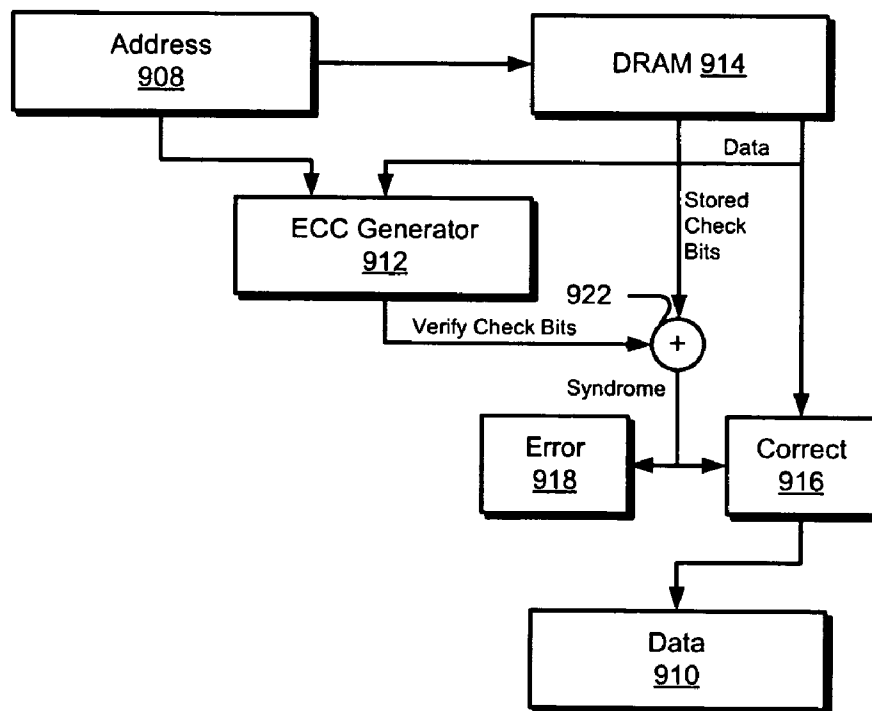 Address
908
DRAM 914
Data
Stored
Check
Bits
ECC Generator
912
922
Verify Check Bits
+
Syndrome
Error
918
Correct
916
Data
910